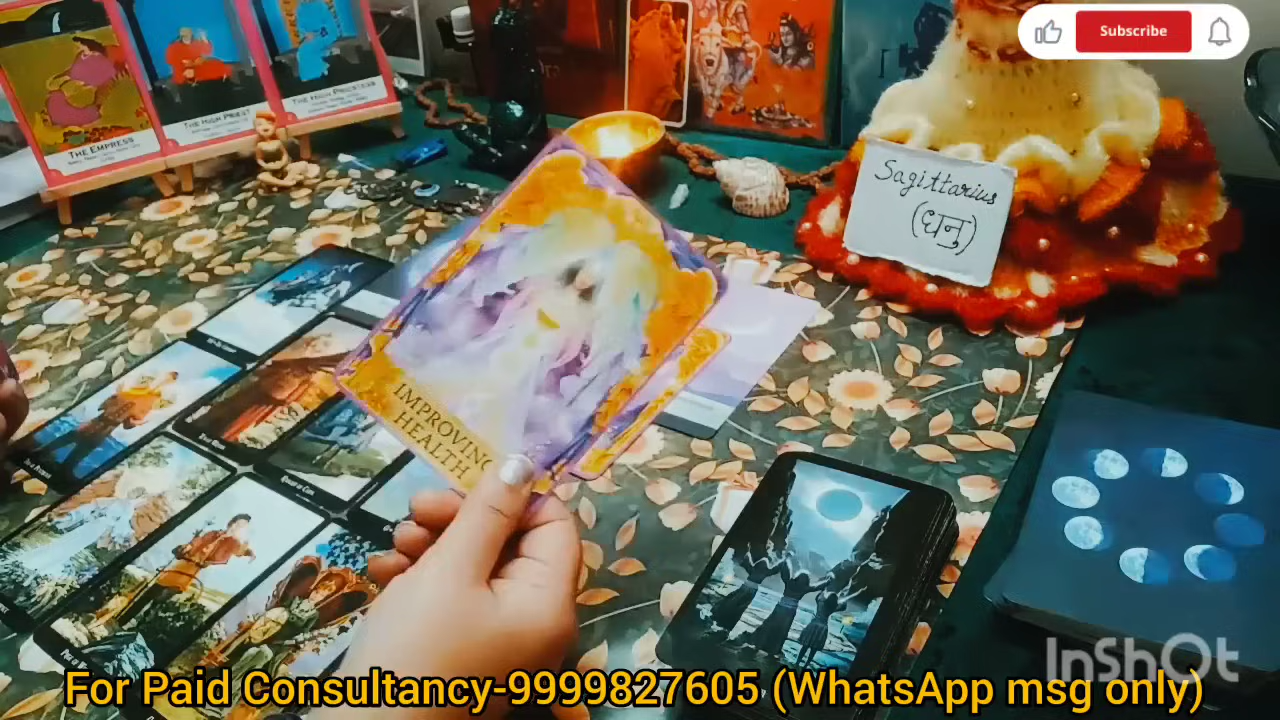 Subscribe
THE EMPRESS
THE HIGH PRIEST
THE HIGH PRIESTESS
Sagittarius
(धनु)
IMPROVING
HEALTH
InShOt
For Paid Consultancy-9999827605 (WhatsApp msg only)